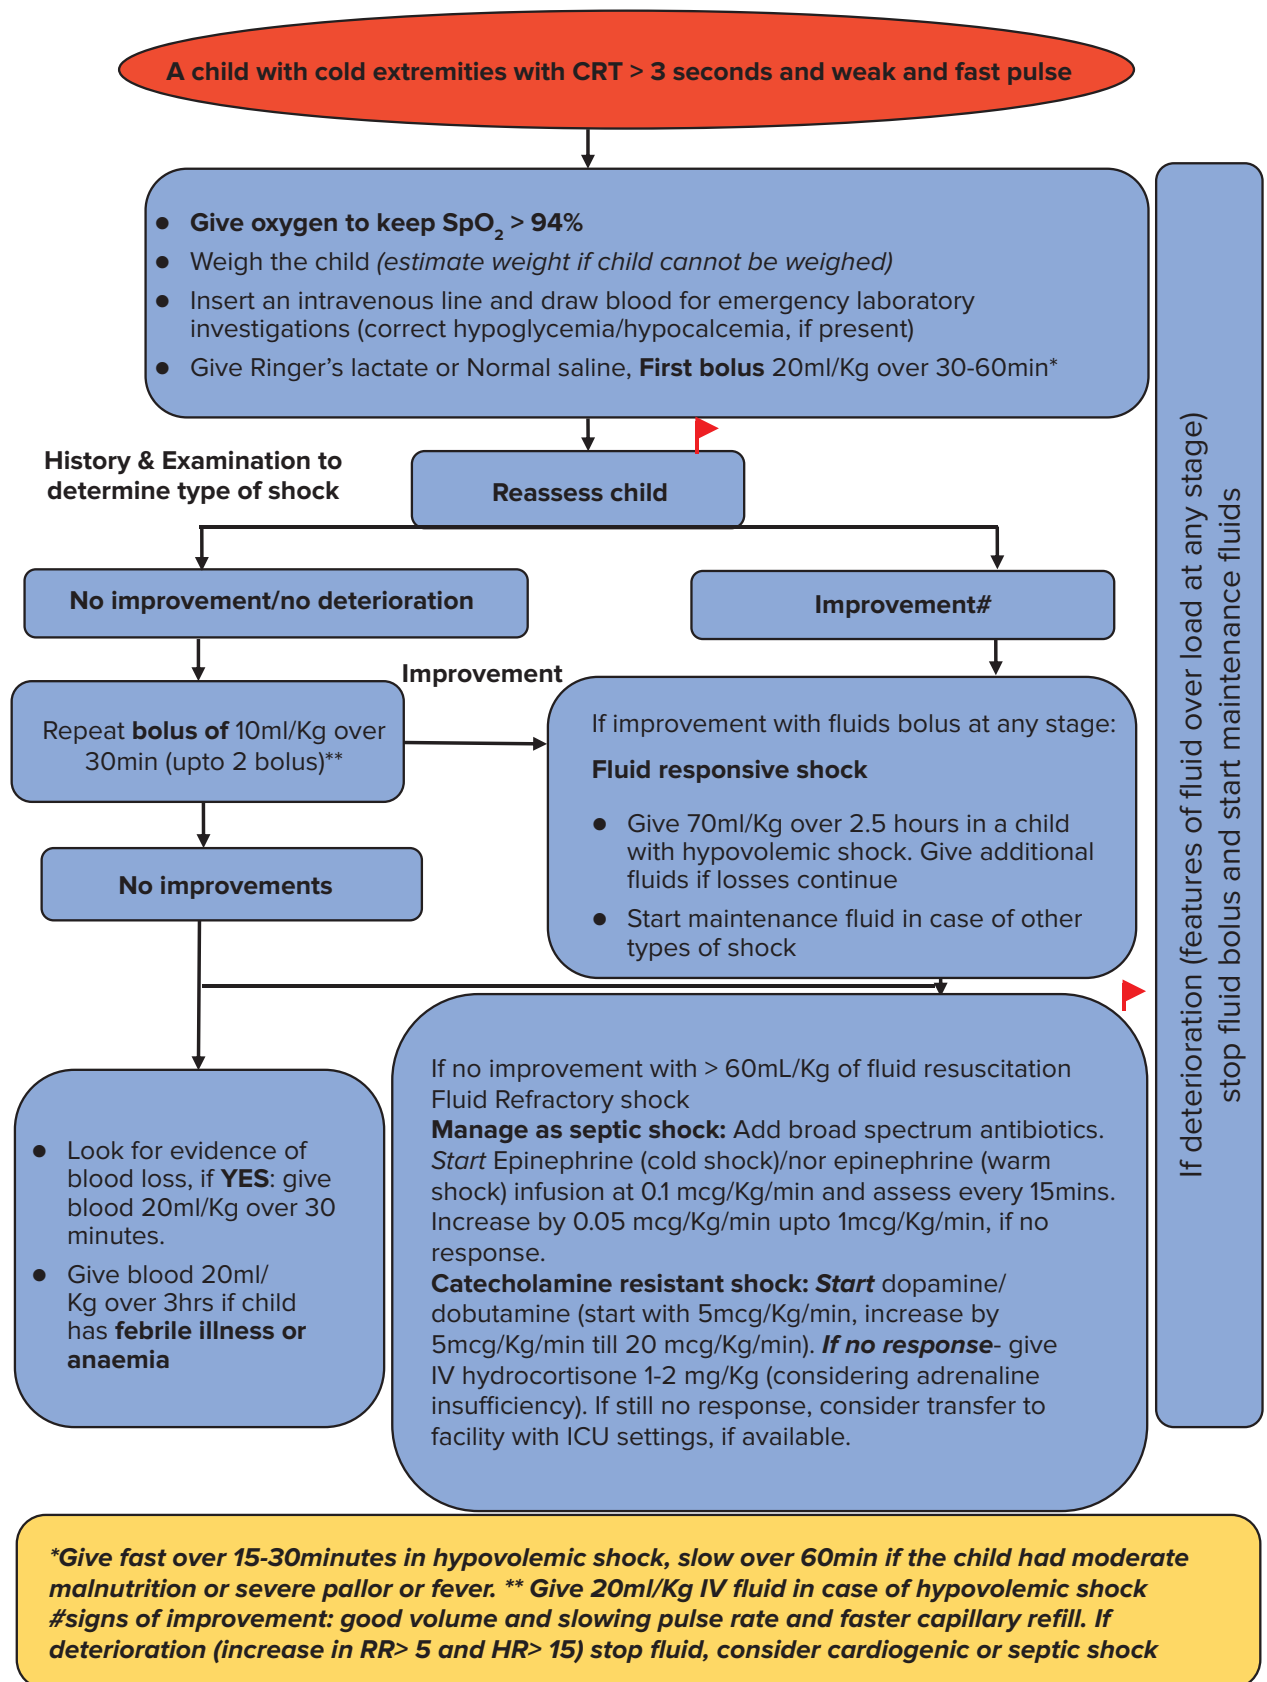 A child with cold extremities with CRT > 3 seconds and weak and fast pulse
● Give oxygen to keep SpO₂ > 94%
● Weigh the child (estimate weight if child cannot be weighed)
● Insert an intravenous line and draw blood for emergency laboratory
investigations (correct hypoglycemia/hypocalcemia, if present)
● Give Ringer's lactate or Normal saline, First bolus 20ml/Kg over 30-60min*
History & Examination to
determine type of shock
Reassess child
No improvement/no deterioration
Improvement#
Repeat bolus of 10ml/Kg over
30min (upto 2 bolus)**
Improvement
If improvement with fluids bolus at any stage:
Fluid responsive shock
● Give 70ml/Kg over 2.5 hours in a child
with hypovolemic shock. Give additional
fluids if losses continue
● Start maintenance fluid in case of other
types of shock
No improvements
● Look for evidence of
blood loss, if YES: give
blood 20ml/Kg over 30
minutes.
● Give blood 20ml/
Kg over 3hrs if child
has febrile illness or
anaemia
If no improvement with > 60mL/Kg of fluid resuscitation
Fluid Refractory shock
Manage as septic shock: Add broad spectrum antibiotics.
Start Epinephrine (cold shock)/nor epinephrine (warm
shock) infusion at 0.1 mcg/Kg/min and assess every 15mins.
Increase by 0.05 mcg/Kg/min upto 1mcg/Kg/min, if no
response.
Catecholamine resistant shock: Start dopamine/
dobutamine (start with 5mcg/Kg/min, increase by
5mcg/Kg/min till 20 mcg/Kg/min). If no response- give
IV hydrocortisone 1-2 mg/Kg (considering adrenaline
insufficiency). If still no response, consider transfer to
facility with ICU settings, if available.
If deterioration (features of fluid over load at any stage)
stop fluid bolus and start maintenance fluids
*Give fast over 15-30minutes in hypovolemic shock, slow over 60min if the child had moderate
malnutrition or severe pallor or fever. ** Give 20ml/Kg IV fluid in case of hypovolemic shock
#signs of improvement: good volume and slowing pulse rate and faster capillary refill. If
deterioration (increase in RR> 5 and HR> 15) stop fluid, consider cardiogenic or septic shock